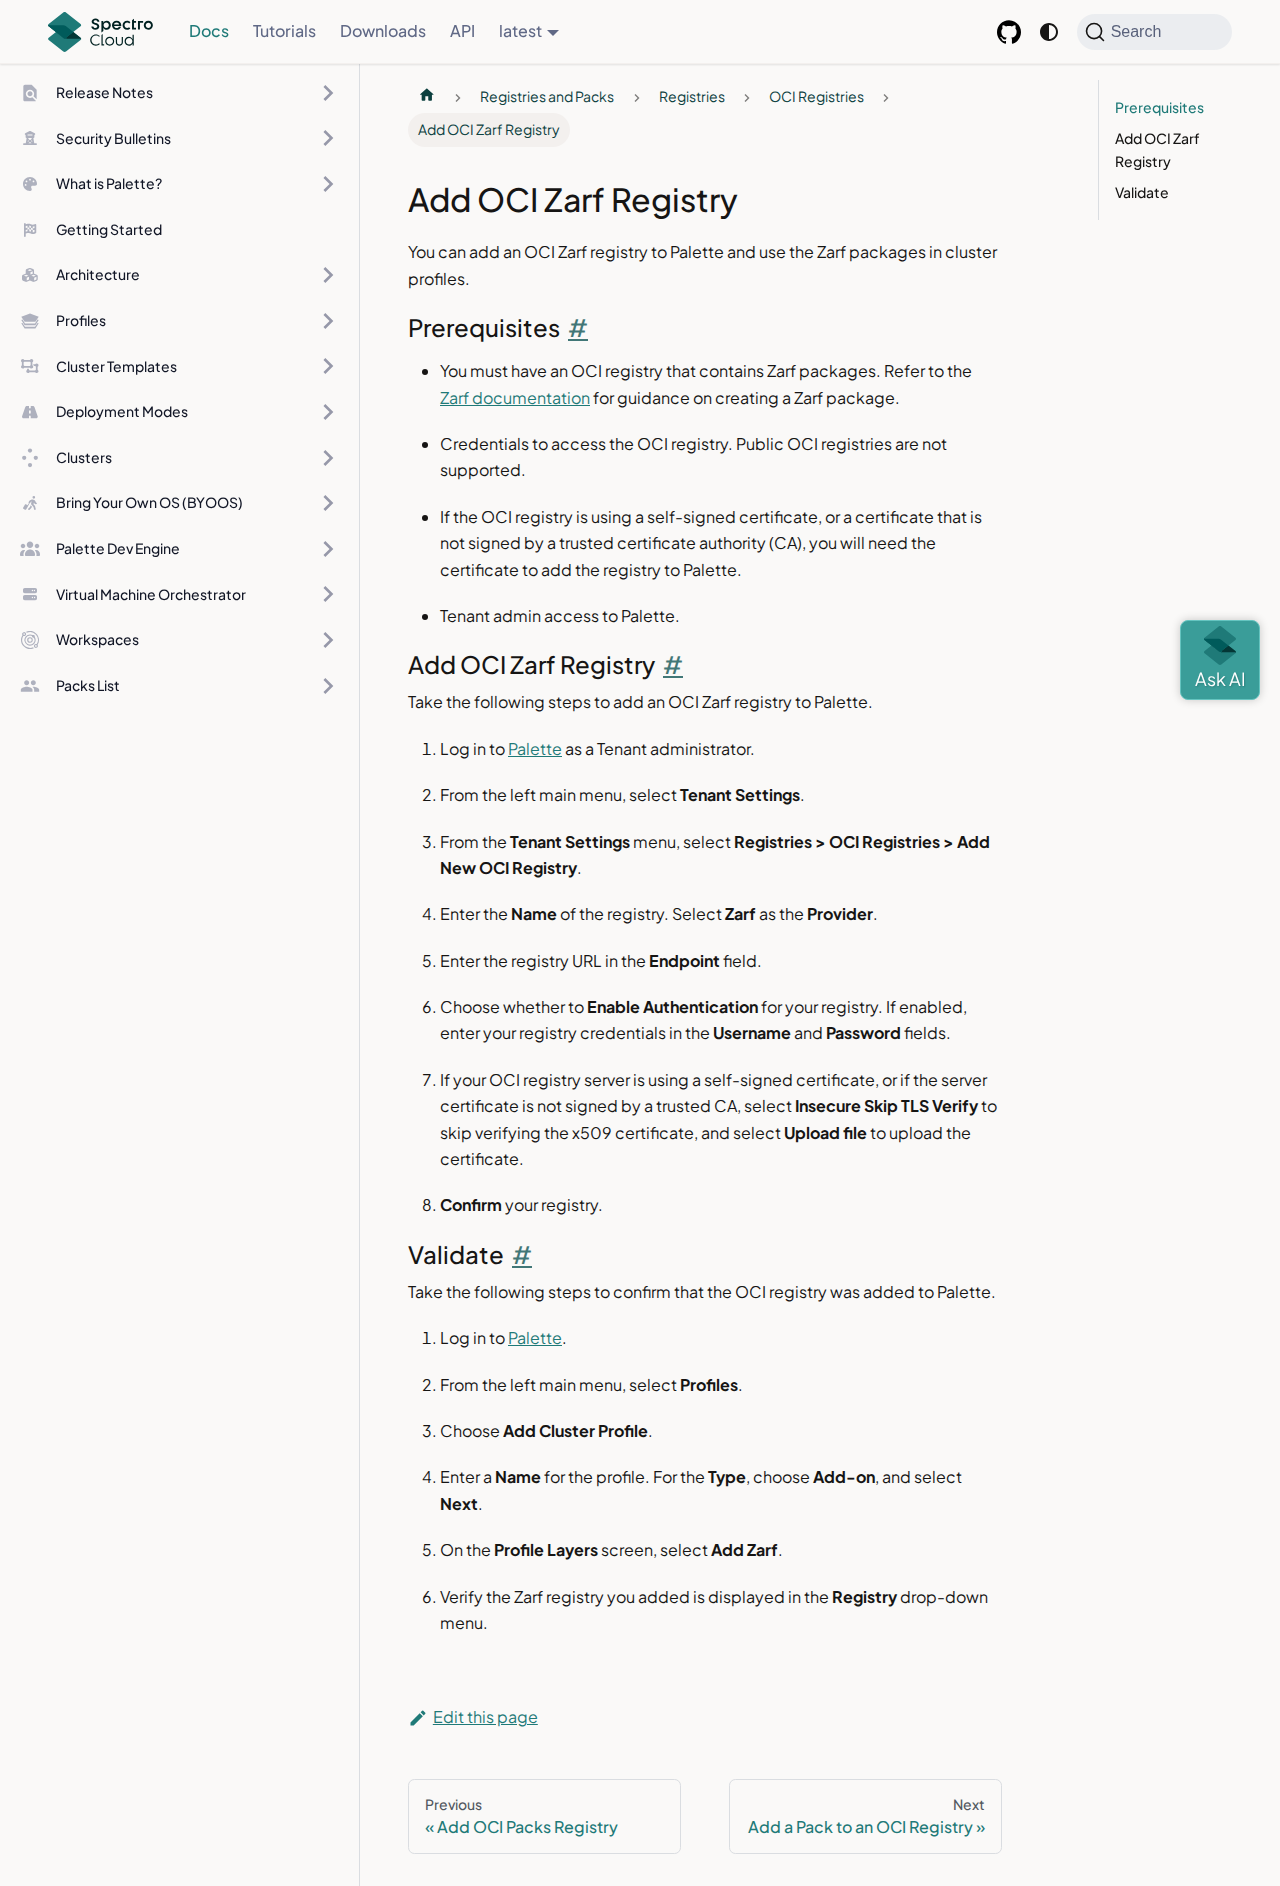 Spectro Cloud
Docs
Tutorials
Downloads
API
latest
Search
Release Notes
Security Bulletins
What is Palette?
Getting Started
Architecture
Profiles
Cluster Templates
Deployment Modes
Clusters
Bring Your Own OS (BYOOS)
Palette Dev Engine
Virtual Machine Orchestrator
Workspaces
Packs List
Registries and Packs
Registries
OCI Registries
Add OCI Zarf Registry
Add OCI Zarf Registry
You can add an OCI Zarf registry to Palette and use the Zarf packages in cluster
profiles.
Prerequisites #
You must have an OCI registry that contains Zarf packages. Refer to the
Zarf documentation for guidance on creating a Zarf package.
Credentials to access the OCI registry. Public OCI registries are not
supported.
If the OCI registry is using a self-signed certificate, or a certificate that is
not signed by a trusted certificate authority (CA), you will need the
certificate to add the registry to Palette.
Tenant admin access to Palette.
Add OCI Zarf Registry #
Take the following steps to add an OCI Zarf registry to Palette.
1. Log in to Palette as a Tenant administrator.
2. From the left main menu, select Tenant Settings.
3. From the Tenant Settings menu, select Registries > OCI Registries > Add
New OCI Registry.
4. Enter the Name of the registry. Select Zarf as the Provider.
5. Enter the registry URL in the Endpoint field.
6. Choose whether to Enable Authentication for your registry. If enabled,
enter your registry credentials in the Username and Password fields.
7. If your OCI registry server is using a self-signed certificate, or if the server
certificate is not signed by a trusted CA, select Insecure Skip TLS Verify to
skip verifying the x509 certificate, and select Upload file to upload the
certificate.
8. Confirm your registry.
Validate #
Take the following steps to confirm that the OCI registry was added to Palette.
1. Log in to Palette.
2. From the left main menu, select Profiles.
3. Choose Add Cluster Profile.
4. Enter a Name for the profile. For the Type, choose Add-on, and select
Next.
5. On the Profile Layers screen, select Add Zarf.
6. Verify the Zarf registry you added is displayed in the Registry drop-down
menu.
Edit this page
Previous
« Add OCI Packs Registry
Next
Add a Pack to an OCI Registry »
Prerequisites
Add OCI Zarf
Registry
Validate
Ask AI